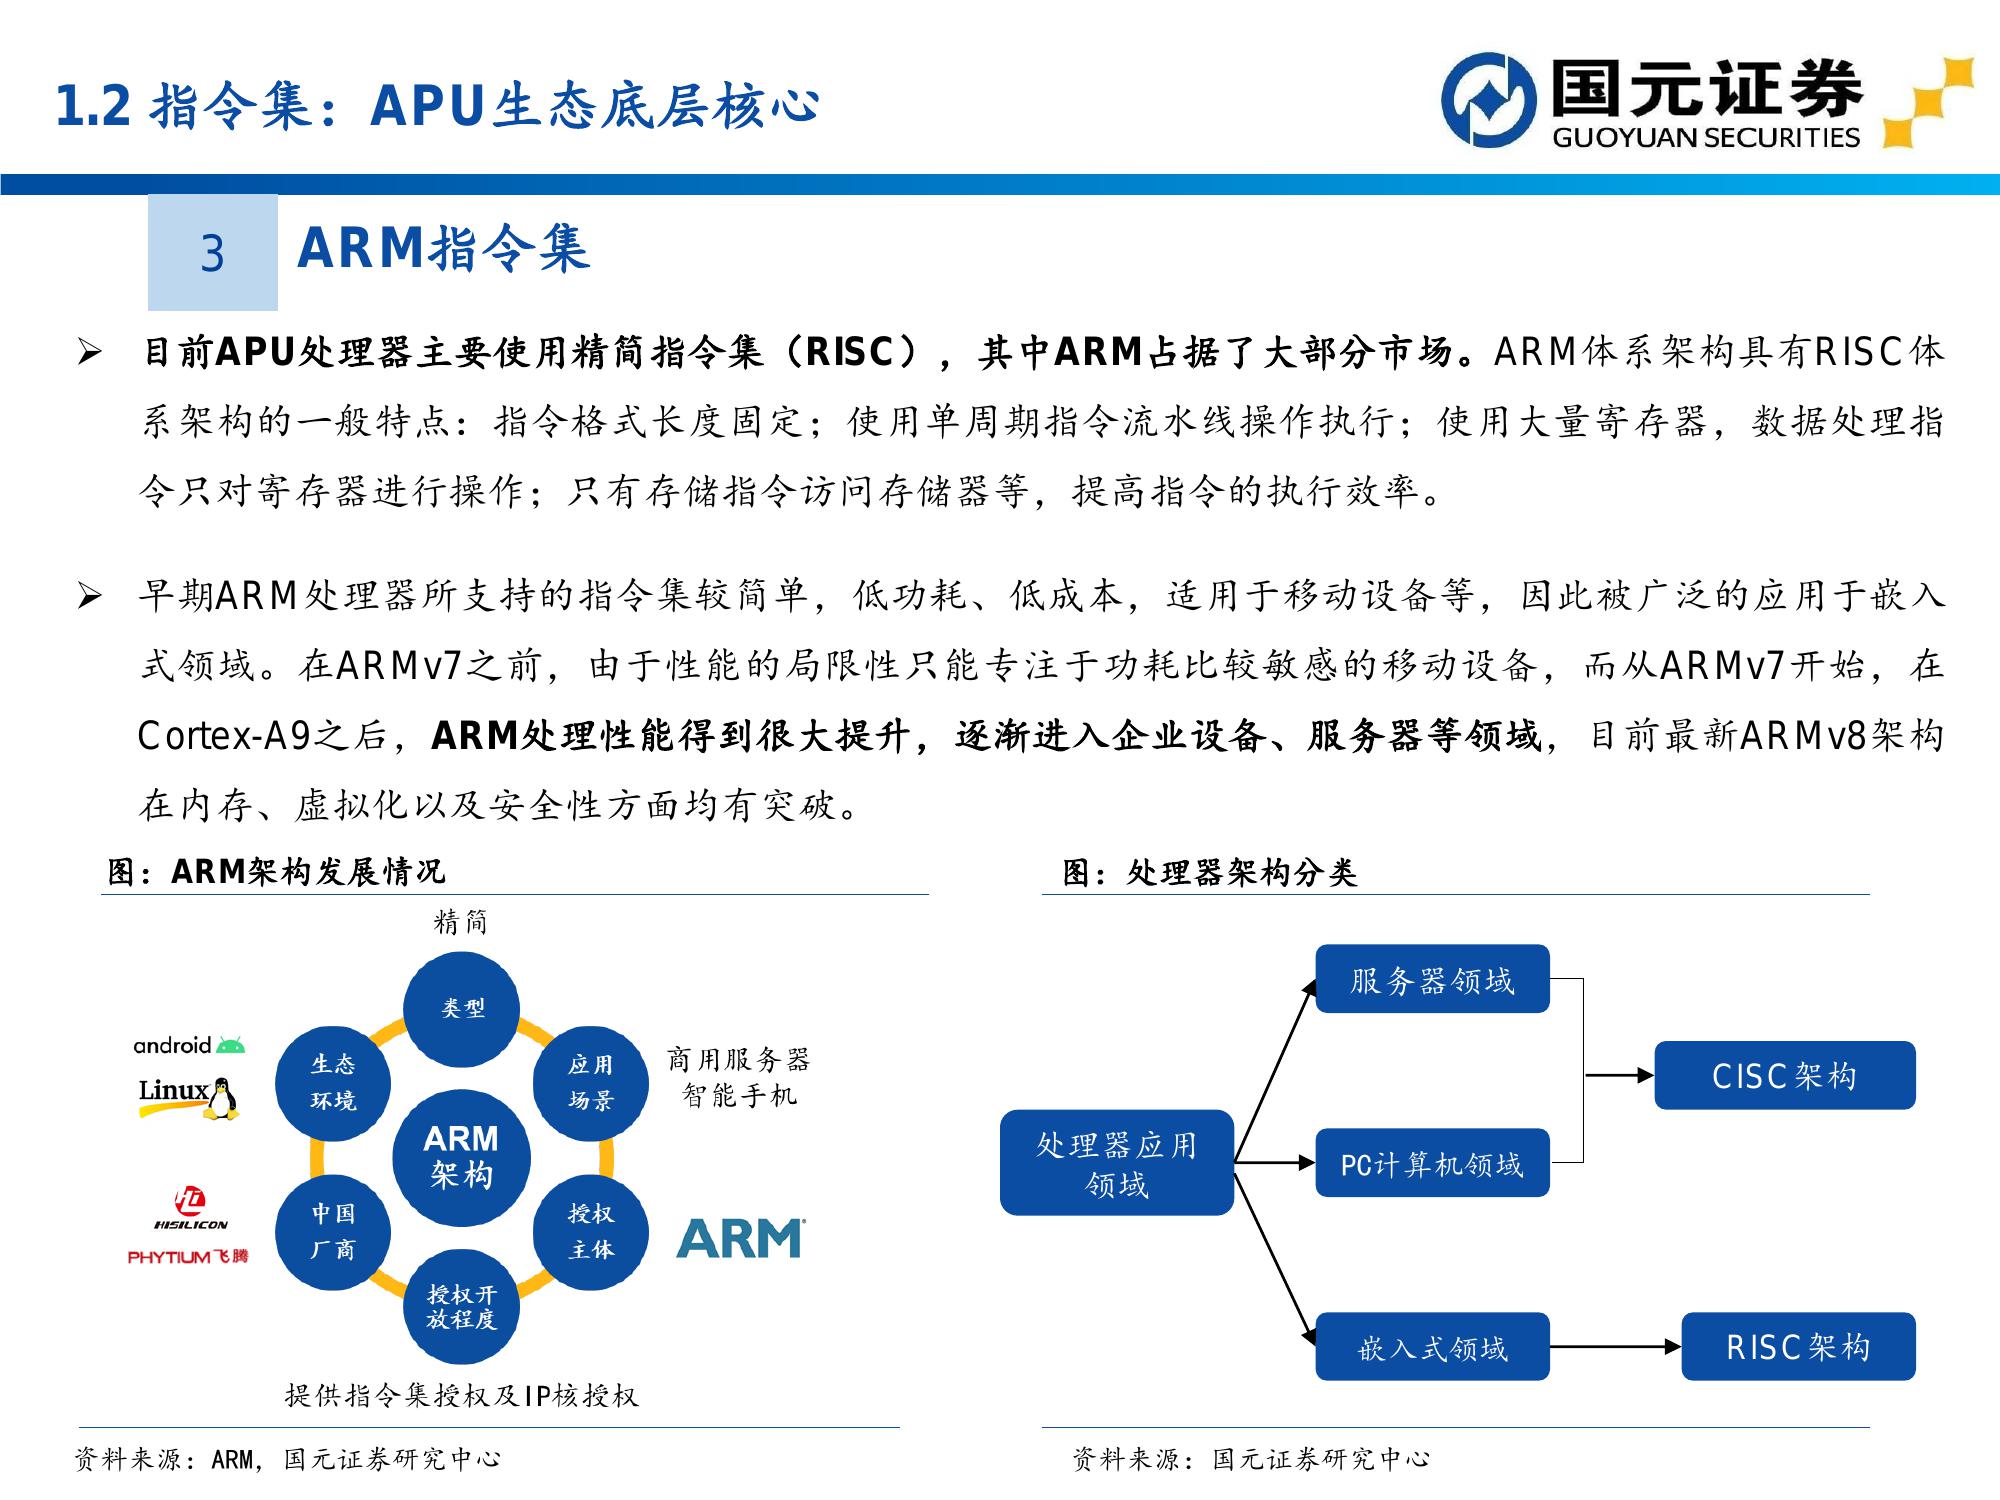 1.2 指令集：APU生态底层核心
国元证券
GUOYUAN SECURITIES
3
ARM指令集
目前APU处理器主要使用精简指令集（RISC），其中ARM占据了大部分市场。ARM体系架构具有RISC体
系架构的一般特点：指令格式长度固定；使用单周期指令流水线操作执行；使用大量寄存器，数据处理指
令只对寄存器进行操作；只有存储指令访问存储器等，提高指令的执行效率。
早期ARM处理器所支持的指令集较简单，低功耗、低成本，适用于移动设备等，因此被广泛的应用于嵌入
式领域。在ARMv7之前，由于性能的局限性只能专注于功耗比较敏感的移动设备，而从ARMv7开始，在
Cortex-A9之后，ARM处理性能得到很大提升，逐渐进入企业设备、服务器等领域，目前最新ARMv8架构
在内存、虚拟化以及安全性方面均有突破。
图：ARM架构发展情况
精简
类型
android
Linux
生态
环境
应用
场景
商用服务器
智能手机
ARM
架构
HISILICON
PHYTIUM飞腾
中国
厂商
授权
主体
ARM
授权开
放程度
提供指令集授权及IP核授权
资料来源：ARM，国元证券研究中心
图：处理器架构分类
服务器领域
CISC架构
处理器应用
领域
PC计算机领域
嵌入式领域
RISC架构
资料来源：国元证券研究中心